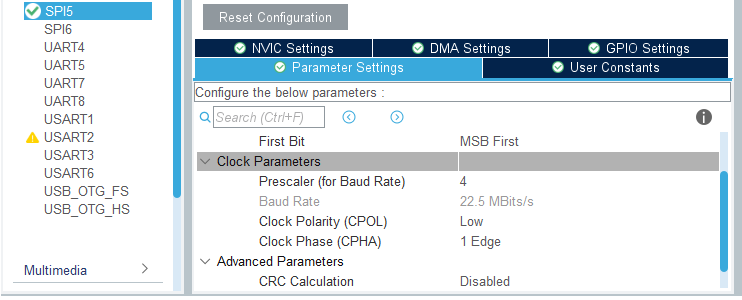 SPI5
SPI6
UART4
UART5
UART7
UART8
USART1
USART2
USART3
USART6
USB_OTG_FS
USB_OTG_HS
Multimedia
Reset Configuration
NVIC Settings DMA Settings GPIO Settings
Parameter Settings User Constants
Configure the below parameters :
Search (Ctrl+F)
First Bit MSB First
Clock Parameters
Prescaler (for Baud Rate) 4
Baud Rate 22.5 MBits/s
Clock Polarity (CPOL) Low
Clock Phase (CPHA) 1 Edge
Advanced Parameters
CRC Calculation Disabled